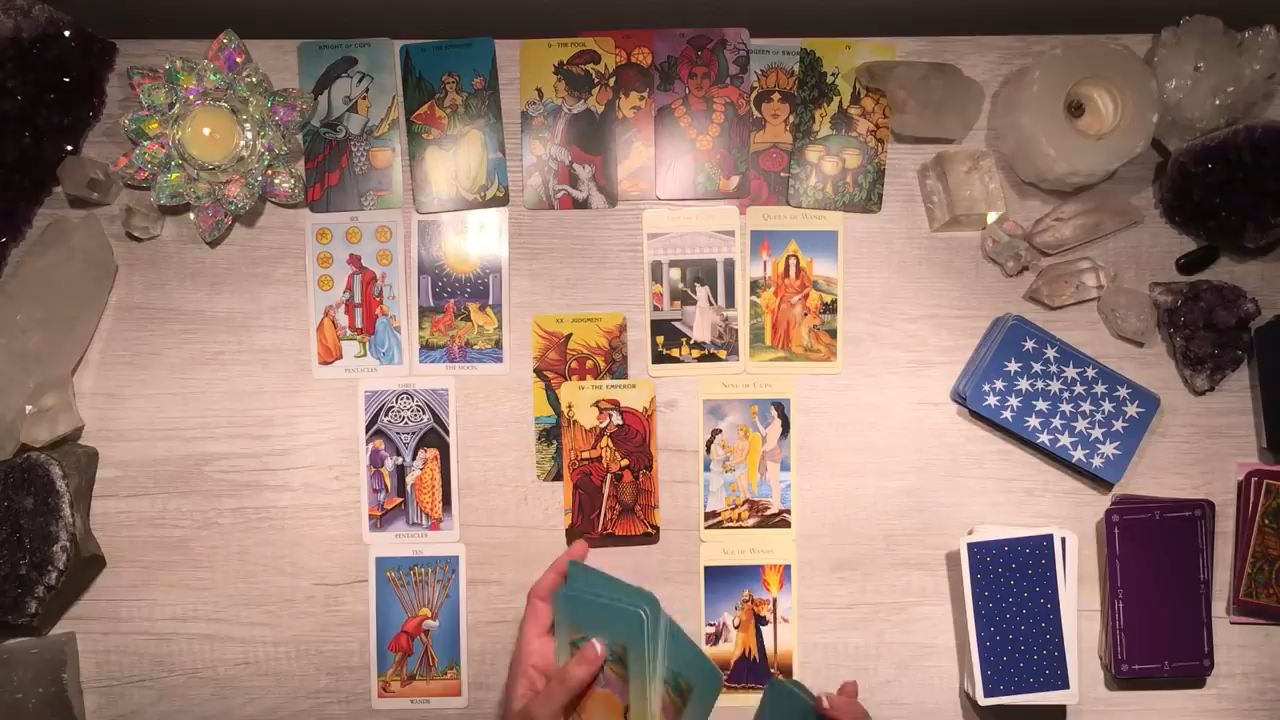 KNIGHT OF CUPS
0 - THE FOOL
QUEEN OF SWORDS
IV
SIX
PENTACLES
THE MOON
QUEEN OF WANDS
XX - JUDGMENT
IV - THE EMPEROR
THREE
PENTACLES
NINE OF CUPS
TEN
WANDS
ACE OF WANDS